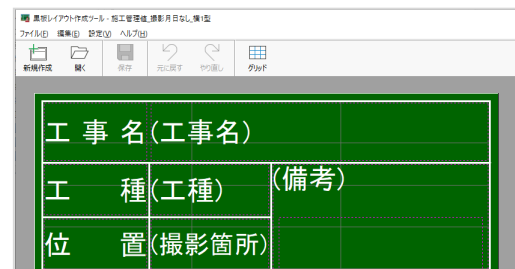 黒板レイアウト作成ツール - 施工管理値_撮影月日なし_横1型
ファイル(F) 編集(E) 設定(V) ヘルプ(H)
新規作成 開く 保存 元に戻す やり直し グリッド
工事名(工事名)
工種(工種) (備考)
位置(撮影箇所)